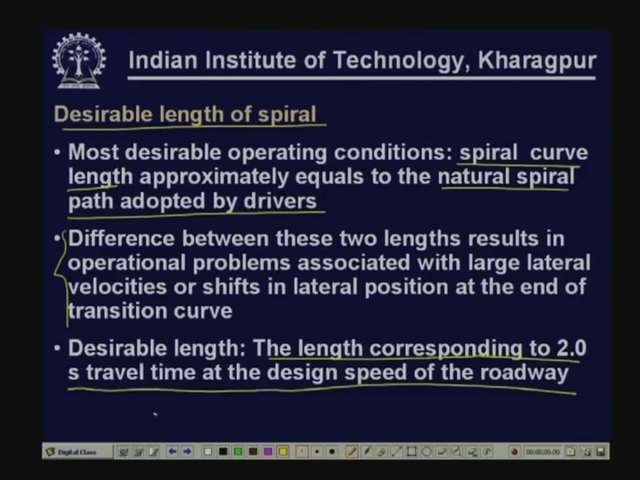 Indian Institute of Technology, Kharagpur
Desirable length of spiral
• Most desirable operating conditions: spiral curve
length approximately equals to the natural spiral
path adopted by drivers
• Difference between these two lengths results in
operational problems associated with large lateral
velocities or shifts in lateral position at the end of
transition curve
• Desirable length: The length corresponding to 2.0
s travel time at the design speed of the roadway
Digital Class